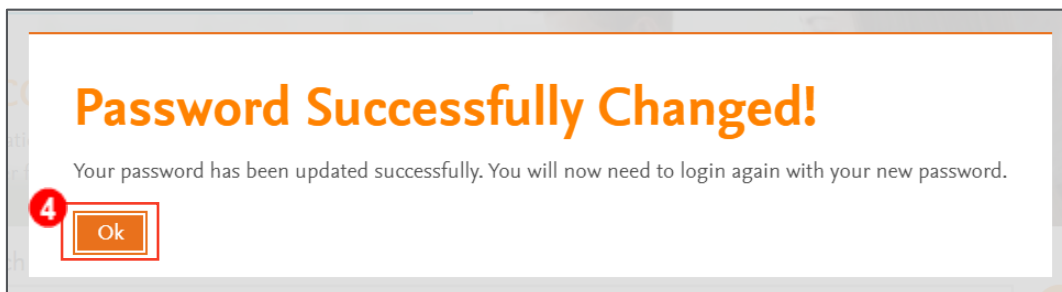 Password Successfully Changed!
Your password has been updated successfully. You will now need to login again with your new password.
4
Ok